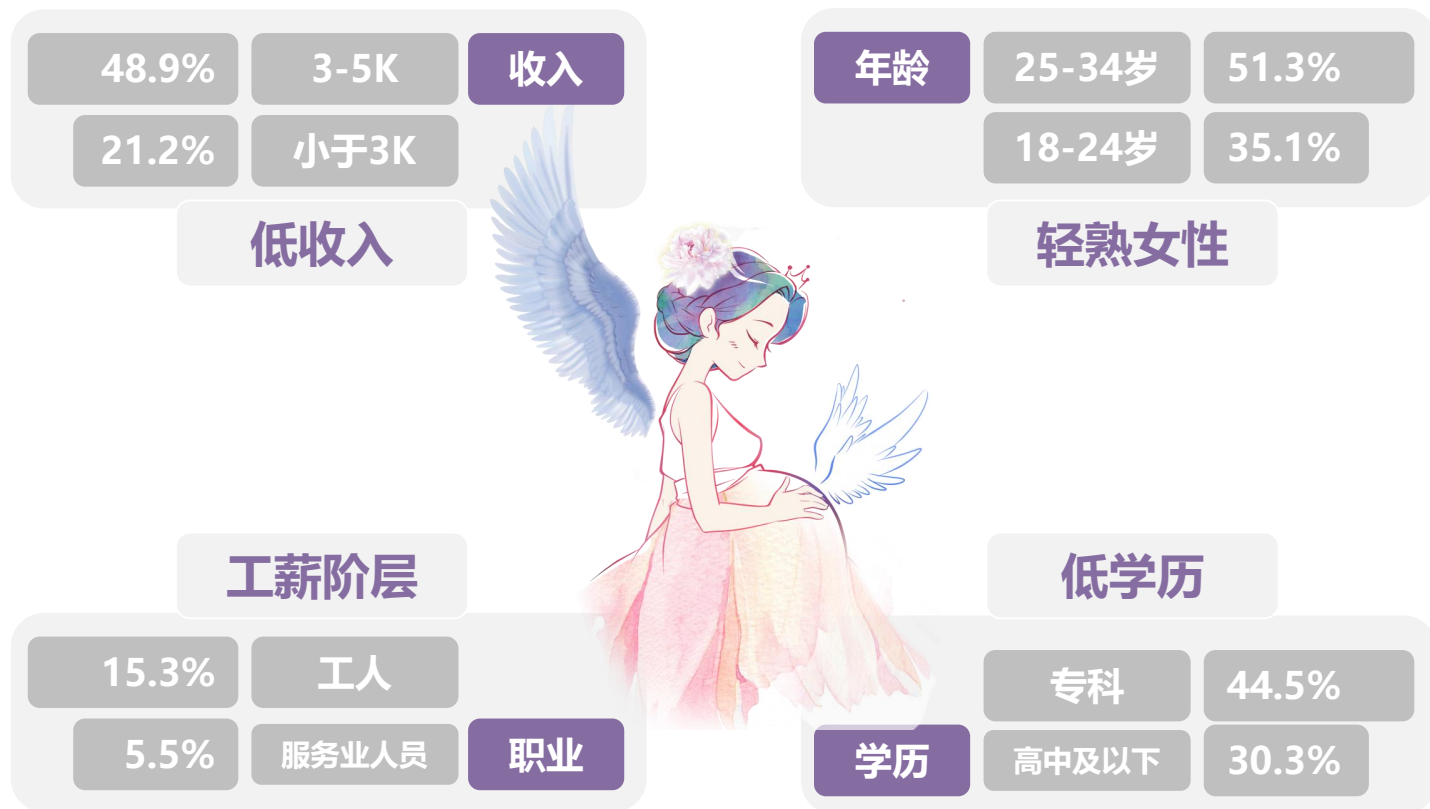 48.9% 3-5K 收入
21.2% 小于3K
低收入
年龄 25-34岁 51.3%
18-24岁 35.1%
轻熟女性
工薪阶层
15.3% 工人
5.5% 服务业人员 职业
低学历
专科 44.5%
学历 高中及以下 30.3%